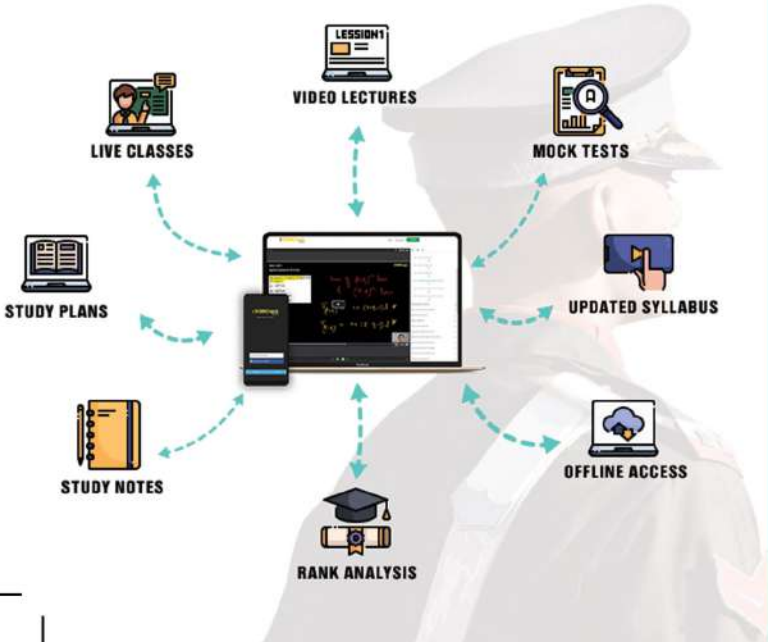 LESSION1
VIDEO LECTURES
LIVE CLASSES
MOCK TESTS
STUDY PLANS
UPDATED SYLLABUS
STUDY NOTES
OFFLINE ACCESS
RANK ANALYSIS